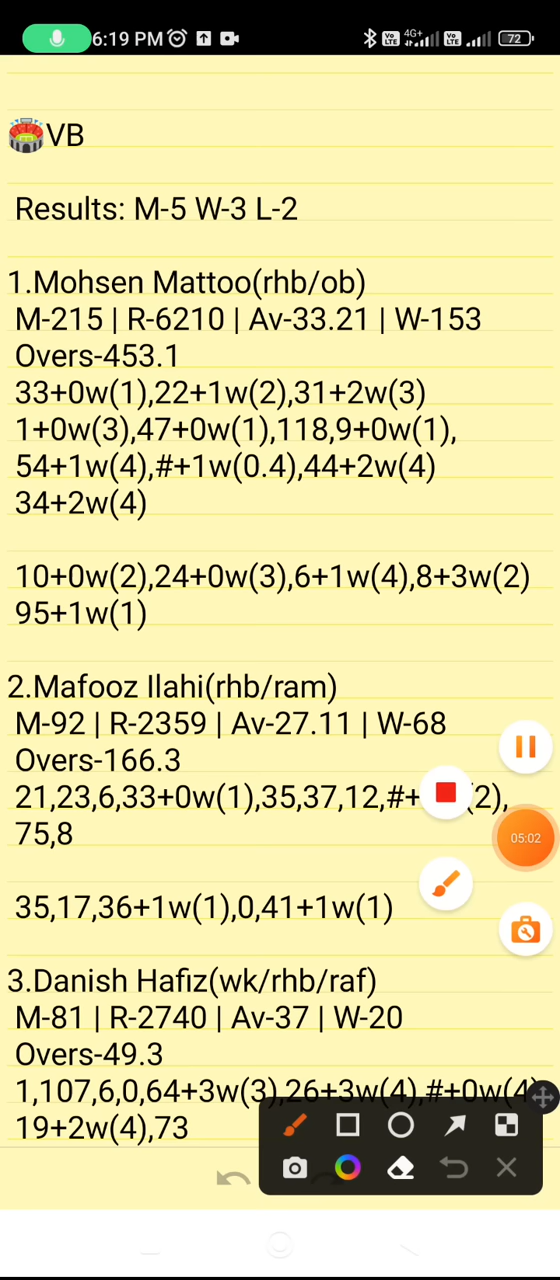 6:19 PM
Vo LTE 4G+ Vo LTE 72
VB
Results: M-5 W-3 L-2
1.Mohsen Mattoo(rhb/ob)
M-215 | R-6210 | Av-33.21 | W-153
Overs-453.1
33+0w(1),22+1w(2),31+2w(3)
1+0w(3),47+0w(1),118,9+0w(1),
54+1w(4),#+1w(0.4),44+2w(4)
34+2w(4)
10+0w(2),24+0w(3),6+1w(4),8+3w(2)
95+1w(1)
2.Mafooz Ilahi(rhb/ram)
M-92 | R-2359 | Av-27.11 | W-68
Overs-166.3
21,23,6,33+0w(1),35,37,12,#+ (2),
75,8
05:02
35,17,36+1w(1),0,41+1w(1)
3.Danish Hafiz(wk/rhb/raf)
M-81 | R-2740 | Av-37 | W-20
Overs-49.3
1,107,6,0,64+3w(3),26+3w(4),#+0w(4)
19+2w(4),73